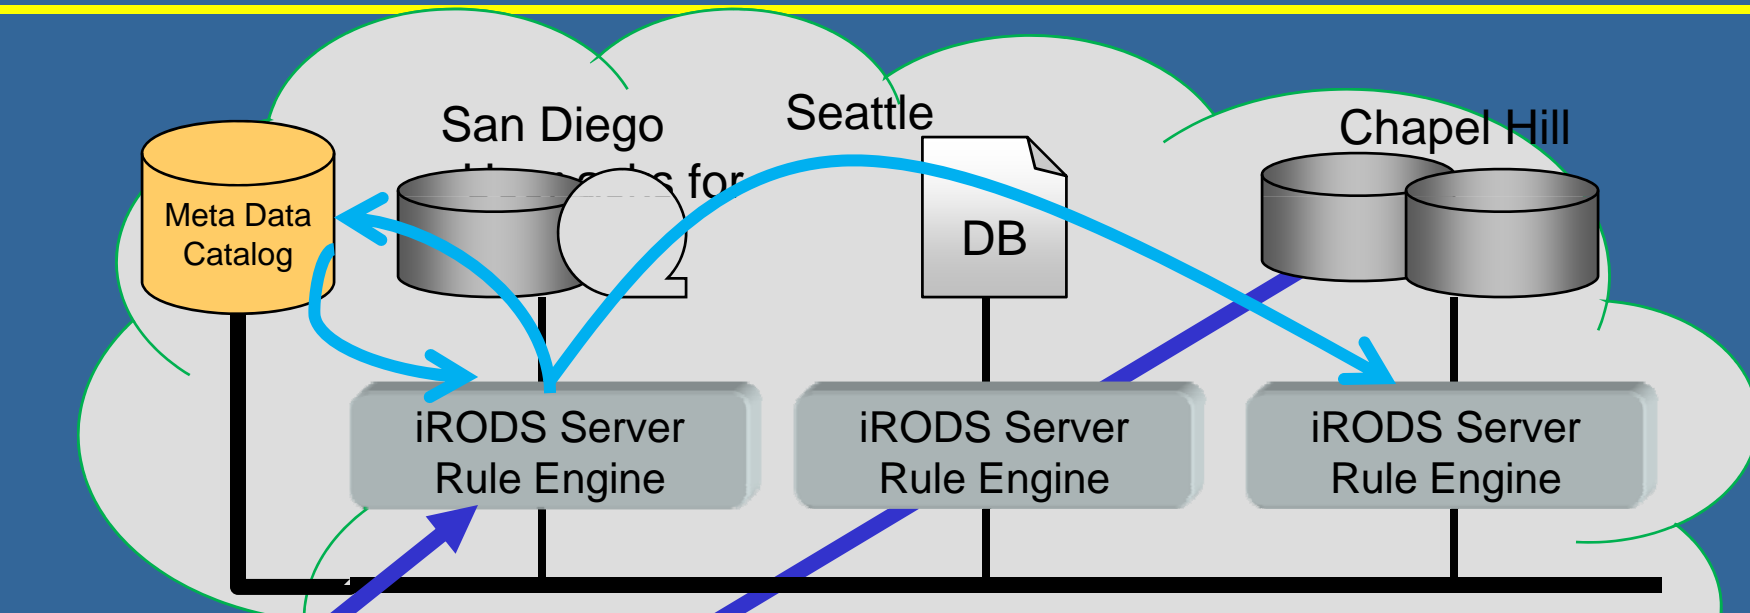 San Diego
for
Seattle
Chapel Hill
Meta Data
Catalog
DB
iRODS Server
Rule Engine
iRODS Server
Rule Engine
iRODS Server
Rule Engine